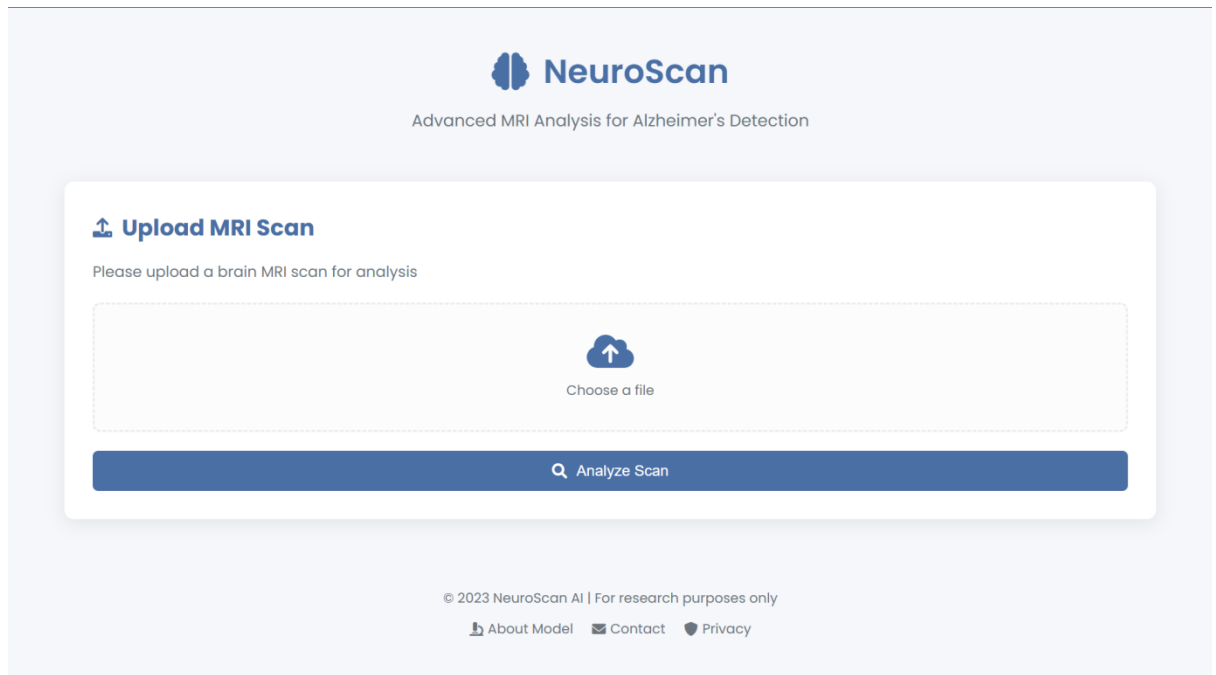 NeuroScan
Advanced MRI Analysis for Alzheimer's Detection
Upload MRI Scan
Please upload a brain MRI scan for analysis
Choose a file
Analyze Scan
© 2023 NeuroScan AI | For research purposes only
About Model Contact Privacy